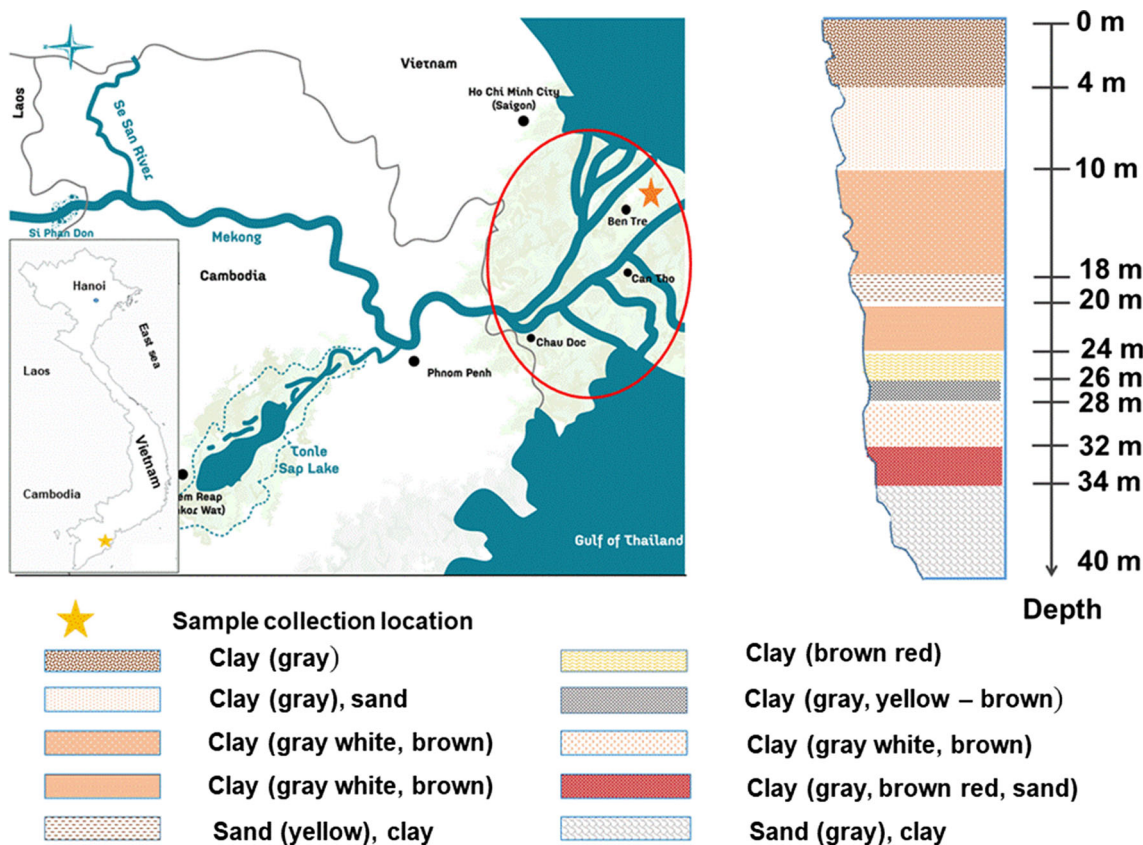 Vietnam
Laos
Ho Chi Minh City
(Saigon)
Se San River
Ben Tre
Si Phan Don
Mekong
Cambodia
Can Tho
Chau Doc
Phnom Penh
Tonle
Sap Lake
em Reap
nkor Wat)
Gulf of Thailand
Hanoi
East sea
Laos
Vietnam
Cambodia
0 m
4 m
10 m
18 m
20 m
24 m
26 m
28 m
32 m
34 m
40 m
Depth
Sample collection location
Clay (gray)
Clay (gray), sand
Clay (gray white, brown)
Clay (gray white, brown)
Sand (yellow), clay
Clay (brown red)
Clay (gray, yellow – brown)
Clay (gray white, brown)
Clay (gray, brown red, sand)
Sand (gray), clay